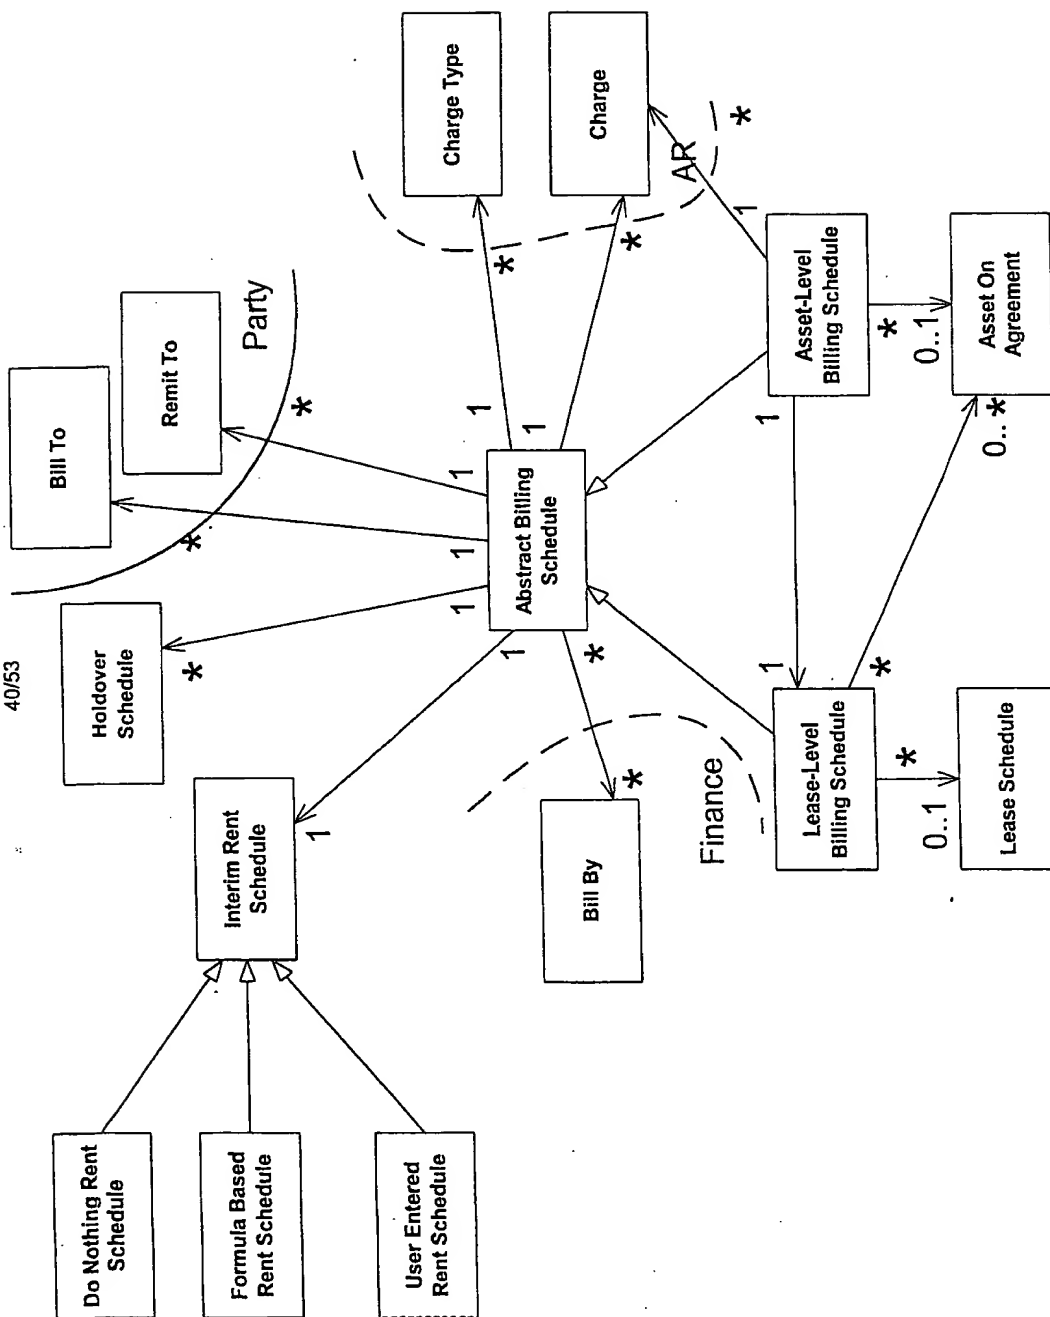 40/53
Do Nothing Rent
Schedule
Formula Based
Rent Schedule
User Entered
Rent Schedule
Interim Rent
Schedule
1
Holdover
Schedule
*
Bill To
*
Remit To
*
Party
Charge Type
*
Charge
*
AR
*
Abstract Billing
Schedule
1
1
1
1
1
1
*
Bill By
*
Finance
Lease-Level
Billing Schedule
1
*
*
0..1
Lease Schedule
Asset-Level
Billing Schedule
1
1
*
0..1
0..*
Asset On
Agreement